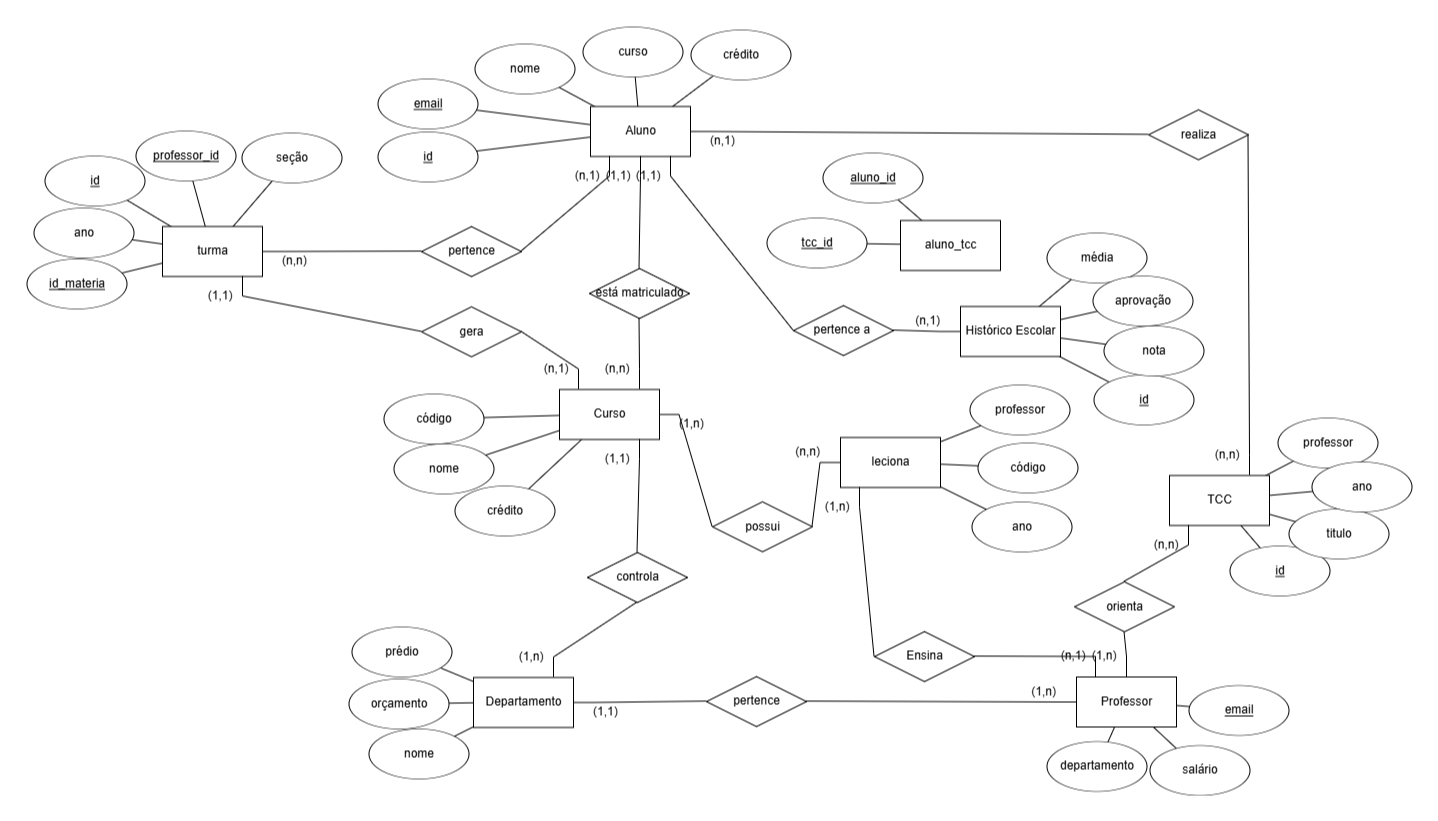 curso
crédito
nome
email
Aluno
realiza
(n,1)
id
professor_id
seção
id
(n,1)
(1,1)
(1,1)
aluno_id
ano
turma
pertence
(n,n)
tcc_id
aluno_tcc
média
id_materia
(1,1)
está matriculado
aprovação
gera
pertence a
(n,1)
Histórico Escolar
nota
(n,1)
(n,n)
id
código
Curso
(1,n)
professor
nome
(1,1)
(n,n)
leciona
código
(n,n)
professor
crédito
(1,n)
ano
TCC
ano
possui
(n,n)
titulo
controla
id
orienta
prédio
(1,n)
Ensina
(n,1)
(1,n)
orçamento
Departamento
(1,1)
pertence
(1,n)
Professor
email
nome
departamento
salário